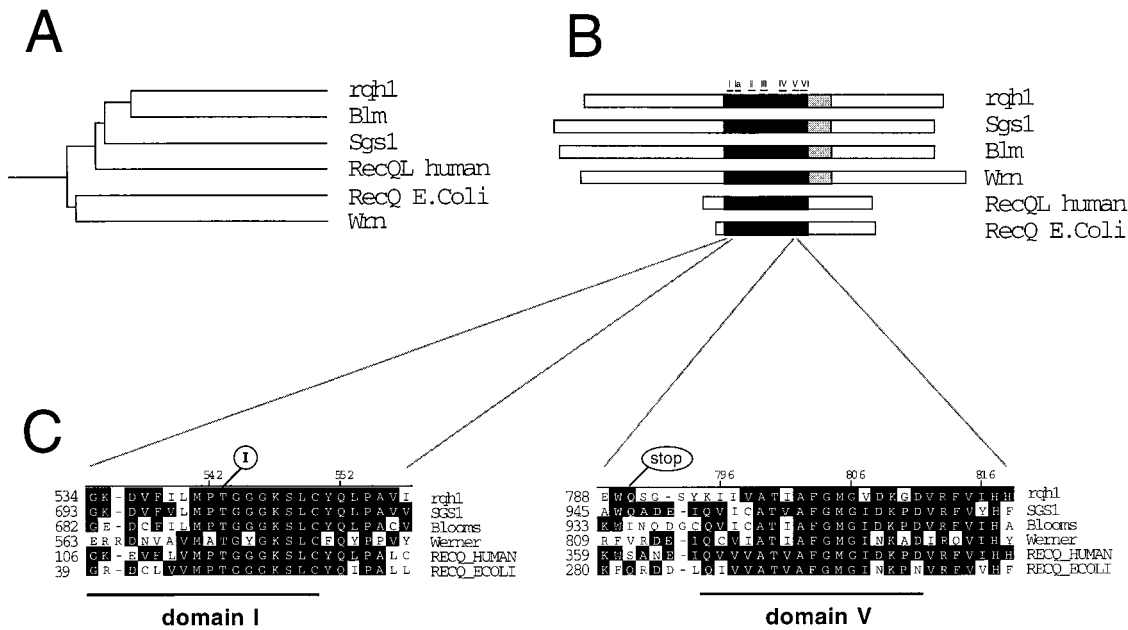 A
rqh1
Blm
Sgs1
RecQL human
RecQ E.Coli
Wrn
B
I Ia II III IV V VI
rqh1
Sgs1
Blm
Wrn
RecQL human
RecQ E.Coli
C
I
542 552
534 GK-DVFILMPTGGGKSLCYQLPAVI rqh1
693 GK-DVFVLMPTGGGKSLCYQLPAVV SGS1
682 GE-DCFILMPTGGGKSLCYQLPACV Blooms
563 ERRDNVAVMATGYGKSLCFQYPPVY Werner
106 GK-EVFLVMPTGGGKSLCYQLPALC RECQ_HUMAN
39 GR-DCLVVMPTGGGKSLCYQIPALL RECQ_ECOLI
domain I
stop
796 806 816
788 EWQSG-SYKIIVATIAFGMGVDKGDVRFVIHH rqh1
945 AWQADE-IQVICATVAFGMGIDKPDVRFVYHF SGS1
933 KWINQDGCQVICATIAFGMGIDKPDVRFVIHA Blooms
809 RFVRDE-IQCVIATIAFGMGINKADIRQVIHY Werner
359 KWSANE-IQVVVATVAFGMGIDKPDVRFVIHH RECQ_HUMAN
280 KFQRDD-LQIVVATVAFGMGINKPNVRFVVHF RECQ_ECOLI
domain V